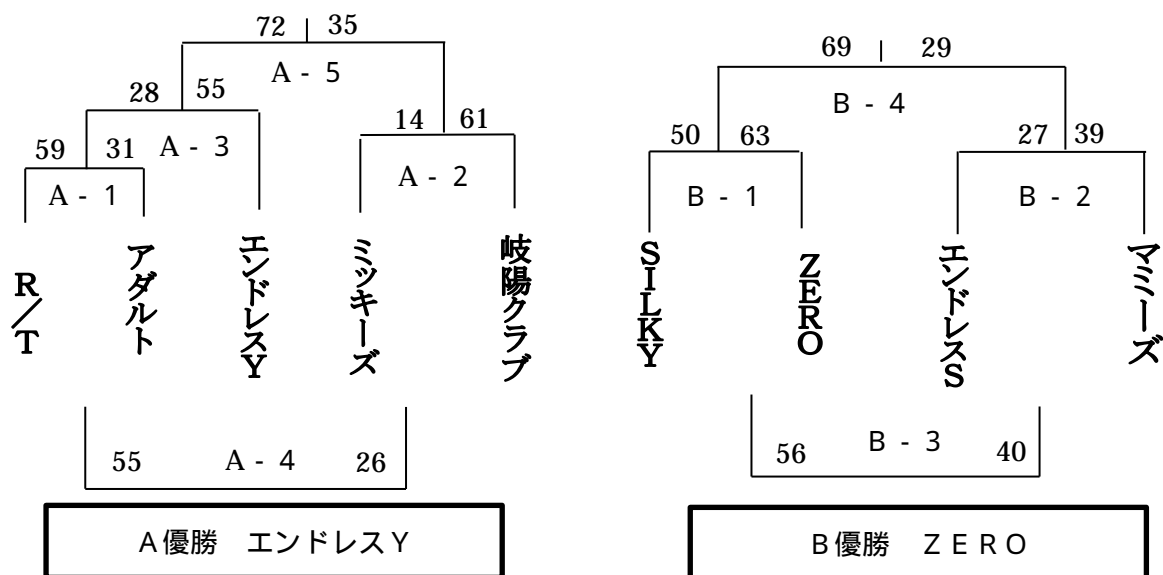 72 35
A - 5
28 55
A - 3
14 61
A - 2
59 31
A - 1
R/T
アダルト
エンドレスY
ミッキーズ
岐陽クラブ
55 A - 4 26
A優勝 エンドレスY
69 29
B - 4
50 63
B - 1
27 39
B - 2
SILKY
ZERO
エンドレスS
マミーズ
56 B - 3 40
B優勝 ZERO